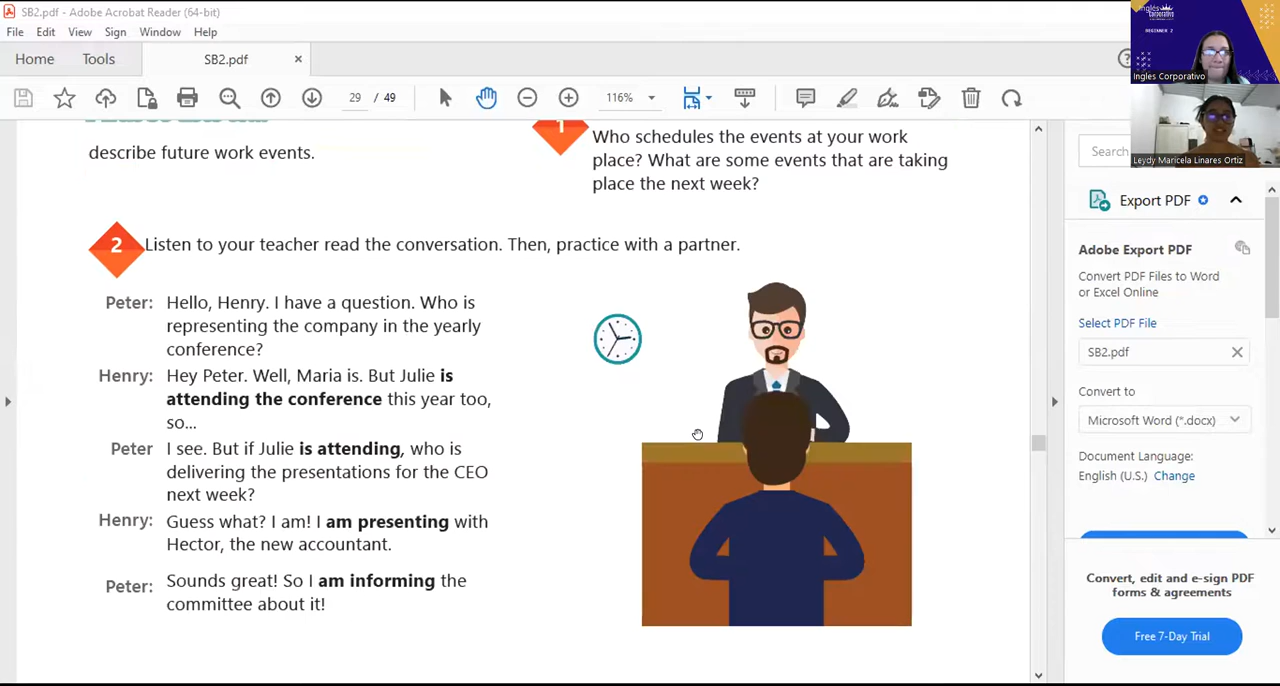 SB2.pdf - Adobe Acrobat Reader (64-bit)
File Edit View Sign Window Help
Home Tools SB2.pdf ×
29 / 49 116%
describe future work events.
1
Who schedules the events at your work
place? What are some events that are taking
place the next week?
2 Listen to your teacher read the conversation. Then, practice with a partner.
Peter: Hello, Henry. I have a question. Who is
representing the company in the yearly
conference?
Henry: Hey Peter. Well, Maria is. But Julie is
attending the conference this year too,
so...
Peter I see. But if Julie is attending, who is
delivering the presentations for the CEO
next week?
Henry: Guess what? I am! I am presenting with
Hector, the new accountant.
Peter: Sounds great! So I am informing the
committee about it!
Inglés
Corporativo
BEGINNER 2
Ingles Corporativo
Leydy Maricela Linares Ortiz
Search
Export PDF
Adobe Export PDF
Convert PDF Files to Word
or Excel Online
Select PDF File
SB2.pdf
Convert to
Microsoft Word (*.docx)
Document Language:
English (U.S.) Change
Convert, edit and e-sign PDF
forms & agreements
Free 7-Day Trial